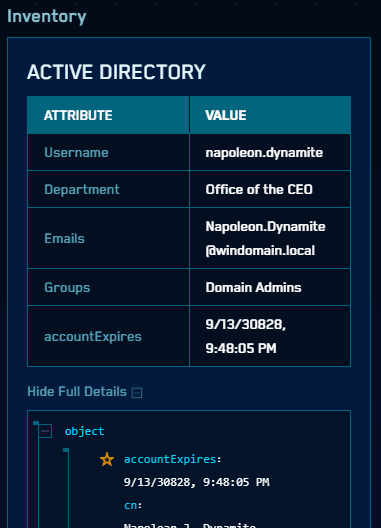 Inventory
ACTIVE DIRECTORY
ATTRIBUTE VALUE
Username napoleon.dynamite
Department Office of the CEO
Emails Napoleon.Dynamite
@windomain.local
Groups Domain Admins
accountExpires 9/13/30828,
9:48:05 PM
Hide Full Details
object
accountExpires:
9/13/30828, 9:48:05 PM
cn:
Napoleon J. Dynamite